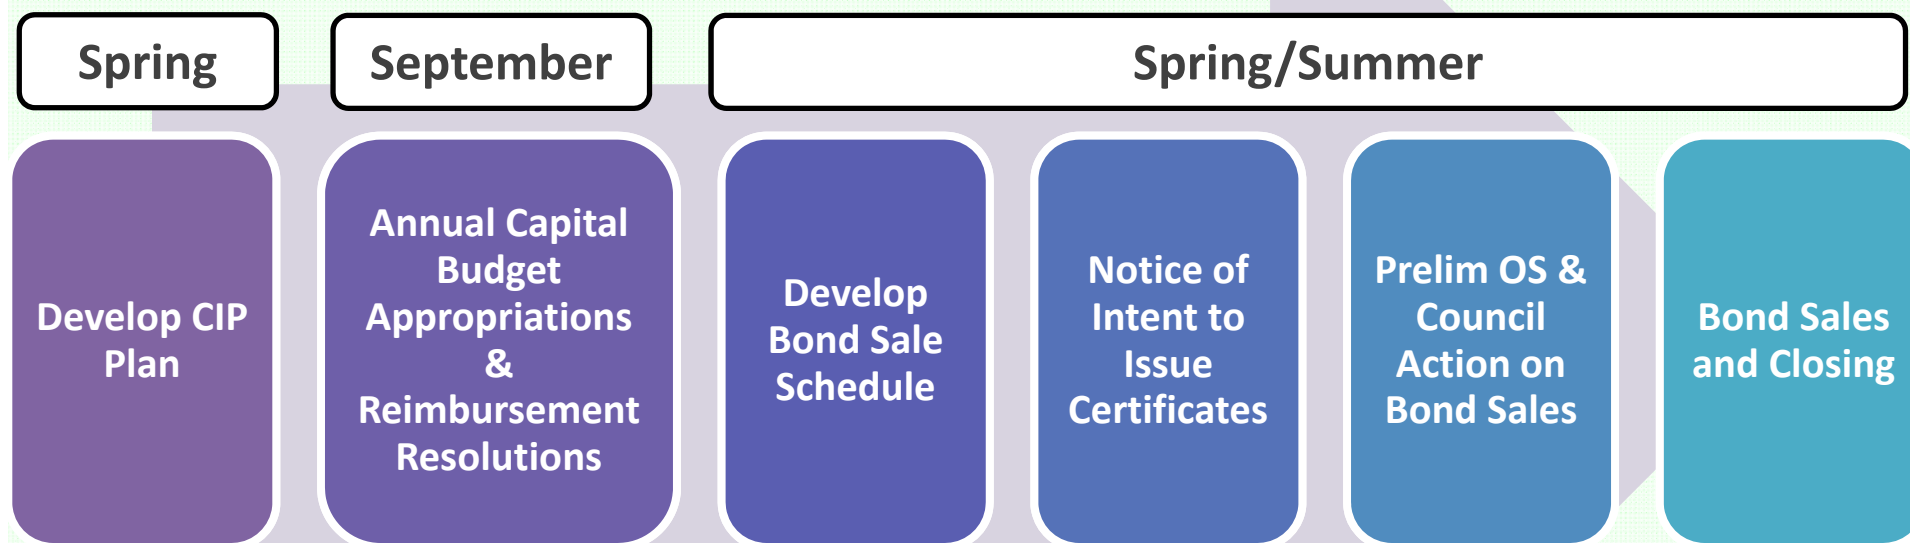 Spring
September
Spring/Summer
Develop CIP
Plan
Annual Capital
Budget
Appropriations
&
Reimbursement
Resolutions
Develop
Bond Sale
Schedule
Notice of
Intent to
Issue
Certificates
Prelim OS &
Council
Action on
Bond Sales
Bond Sales
and Closing